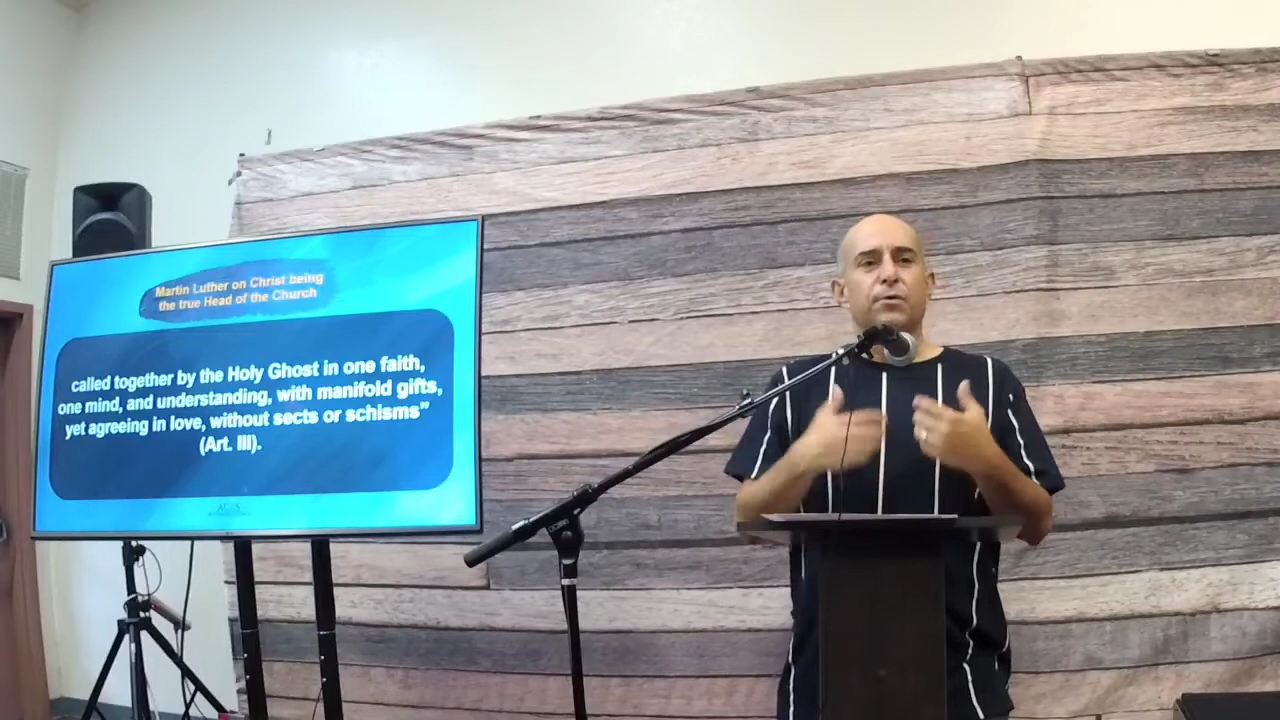 Martin Luther on Christ being
the true Head of the Church
called together by the Holy Ghost in one faith,
one mind, and understanding, with manifold gifts,
yet agreeing in love, without sects or schisms”
(Art. III).